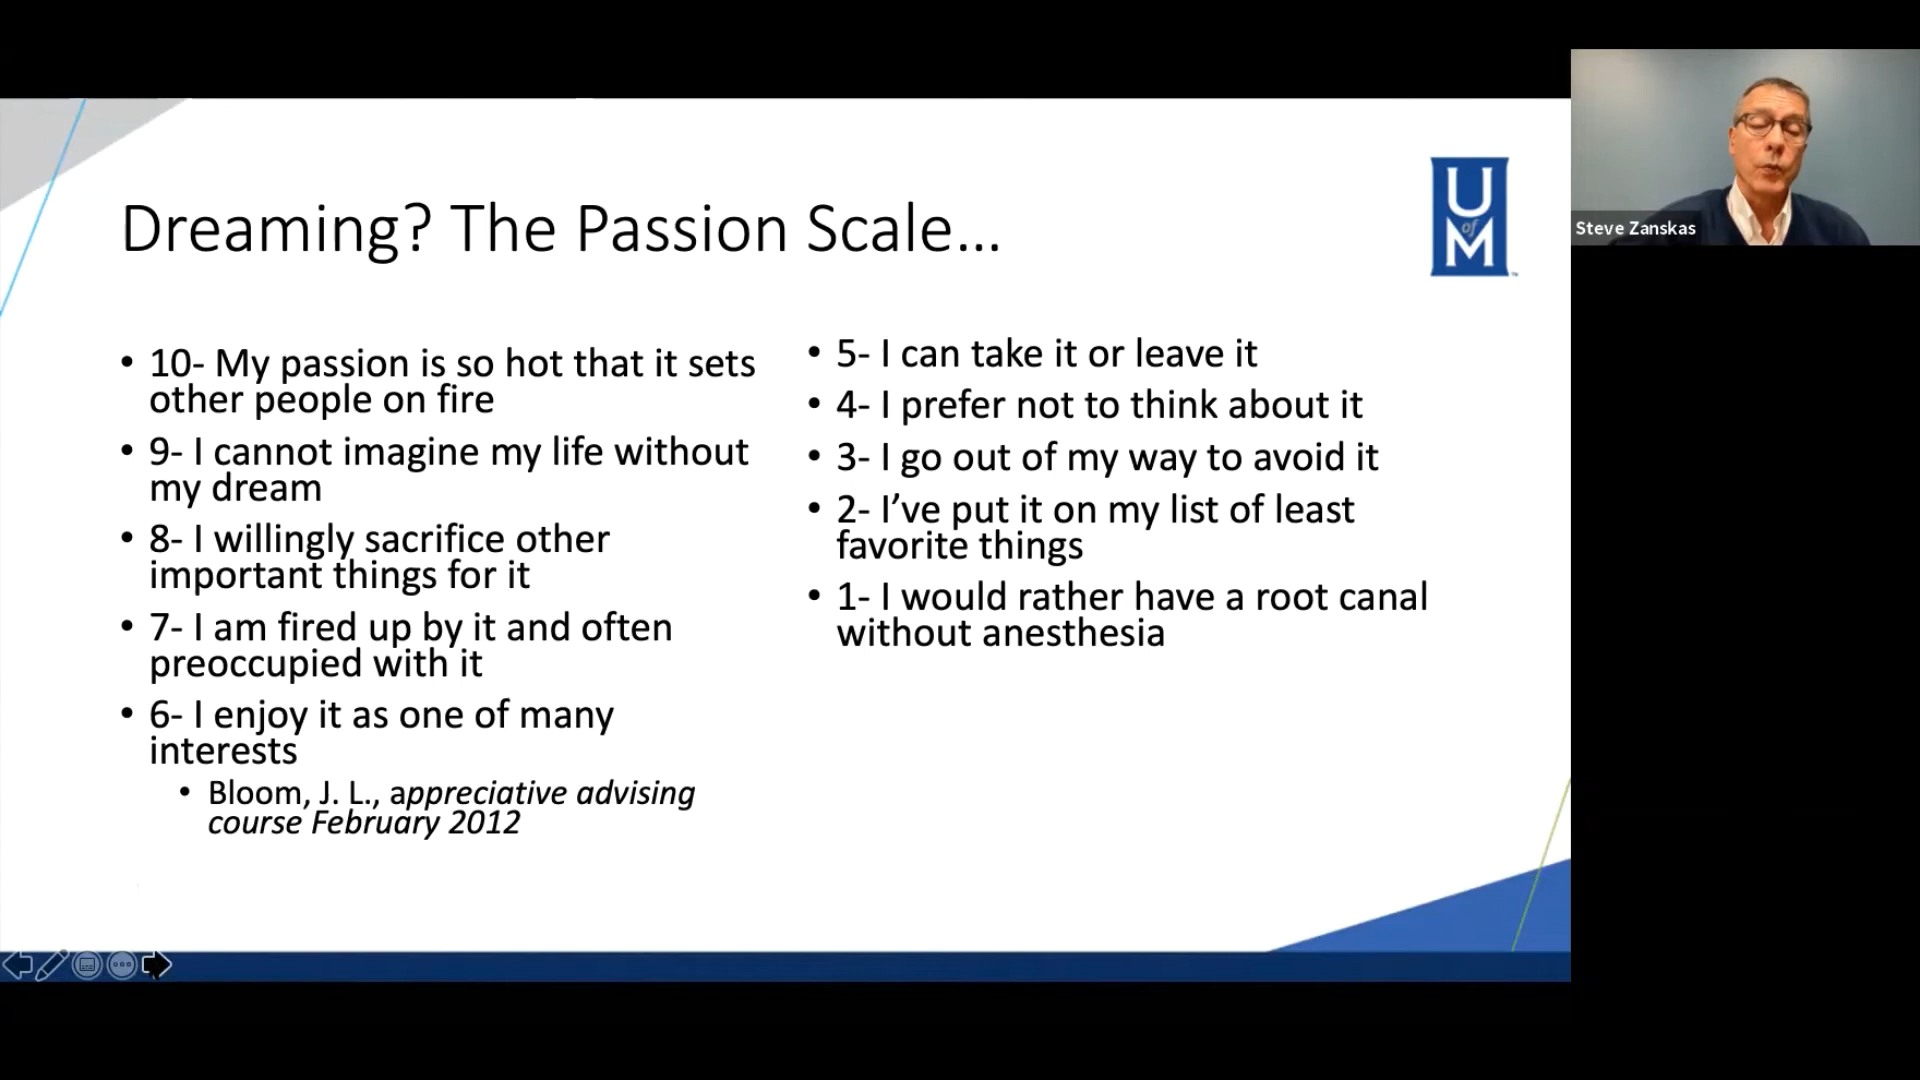 Dreaming? The Passion Scale...
U
of
M
Steve Zanskas
• 10- My passion is so hot that it sets
other people on fire
• 9- I cannot imagine my life without
my dream
• 8- I willingly sacrifice other
important things for it
• 7- I am fired up by it and often
preoccupied with it
• 6- I enjoy it as one of many
interests
• Bloom, J. L., appreciative advising
course February 2012
• 5- I can take it or leave it
• 4- I prefer not to think about it
• 3- I go out of my way to avoid it
• 2- I’ve put it on my list of least
favorite things
• 1- I would rather have a root canal
without anesthesia